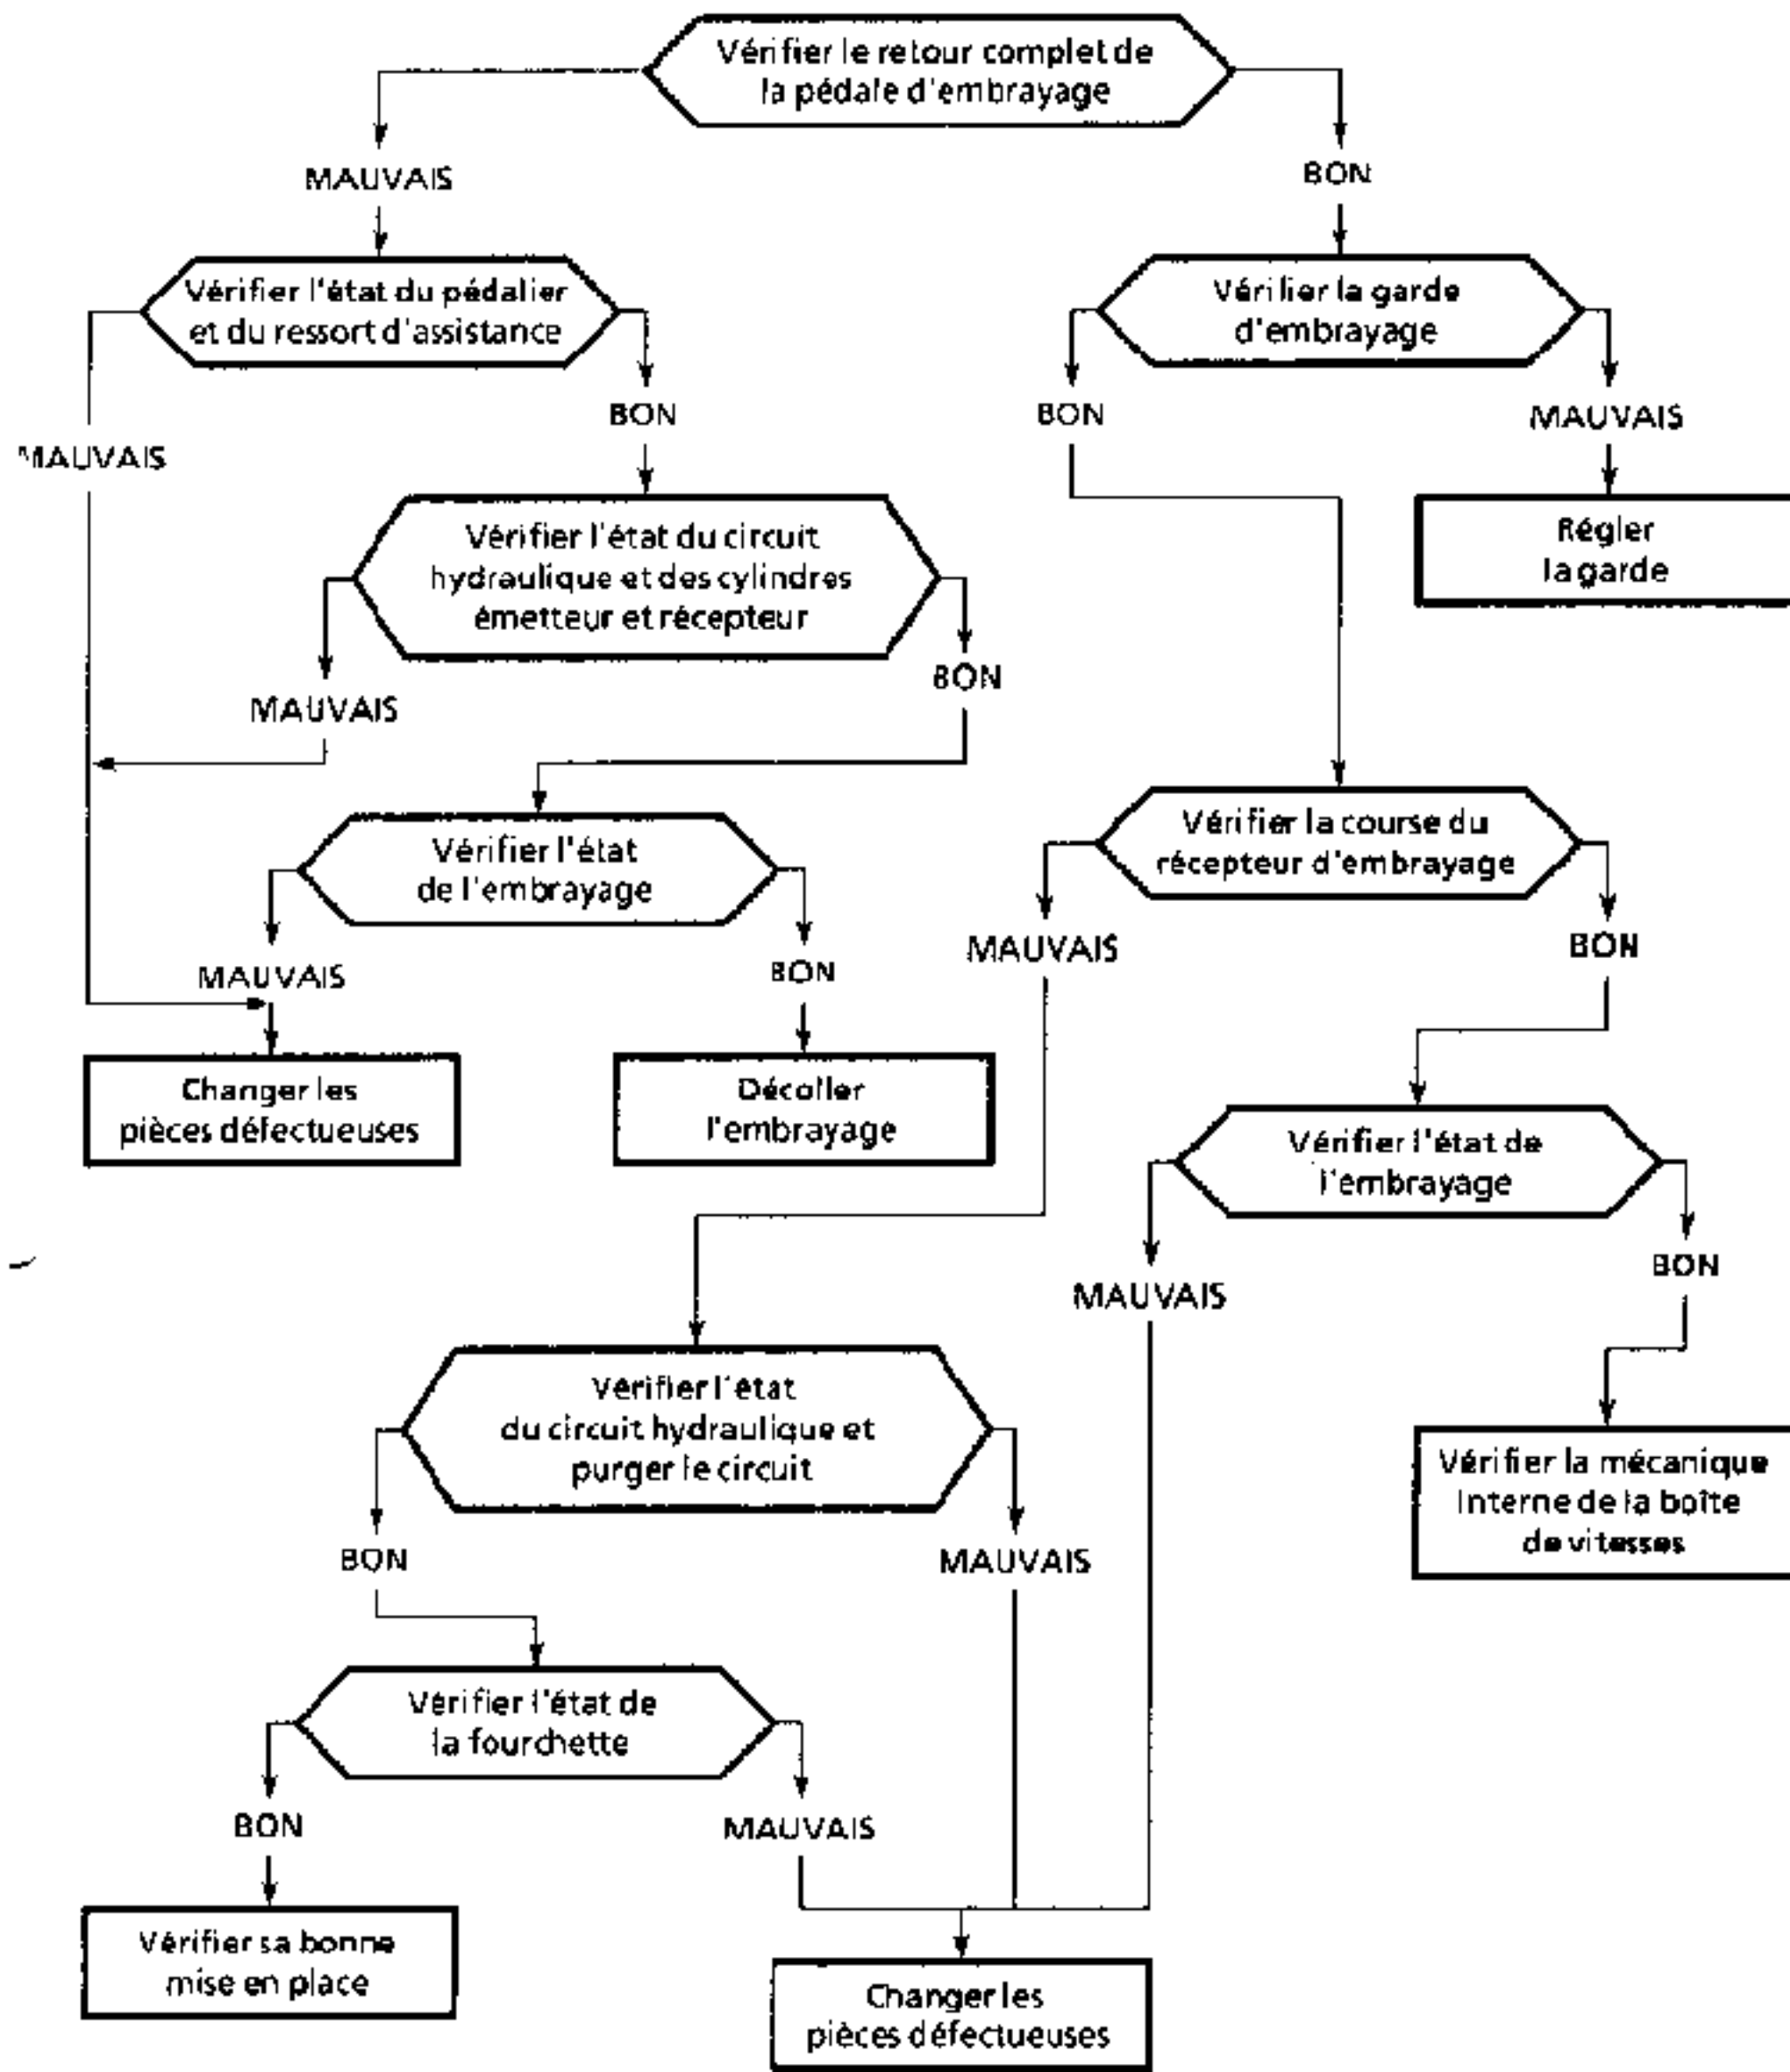 Vérifier le retour complet de
la pédale d'embrayage
MAUVAIS
BON
Vérifier l'état du pédalier
et du ressort d'assistance
Vérifier la garde
d'embrayage
MAUVAIS
BON
BON
MAUVAIS
Vérifier l'état du circuit
hydraulique et des cylindres
émetteur et récepteur
Régler
la garde
MAUVAIS
BON
Vérifier l'état
de l'embrayage
Vérifier la course du
récepteur d'embrayage
MAUVAIS
BON
MAUVAIS
BON
Changer les
pièces défectueuses
Décoller
l'embrayage
Vérifier l'état de
l'embrayage
MAUVAIS
BON
Vérifier l'état
du circuit hydraulique et
purger le circuit
Vérifier la mécanique
Interne de la boîte
de vitesses
BON
MAUVAIS
Vérifier l'état de
la fourchette
BON
MAUVAIS
Vérifier sa bonne
mise en place
Changer les
pièces défectueuses